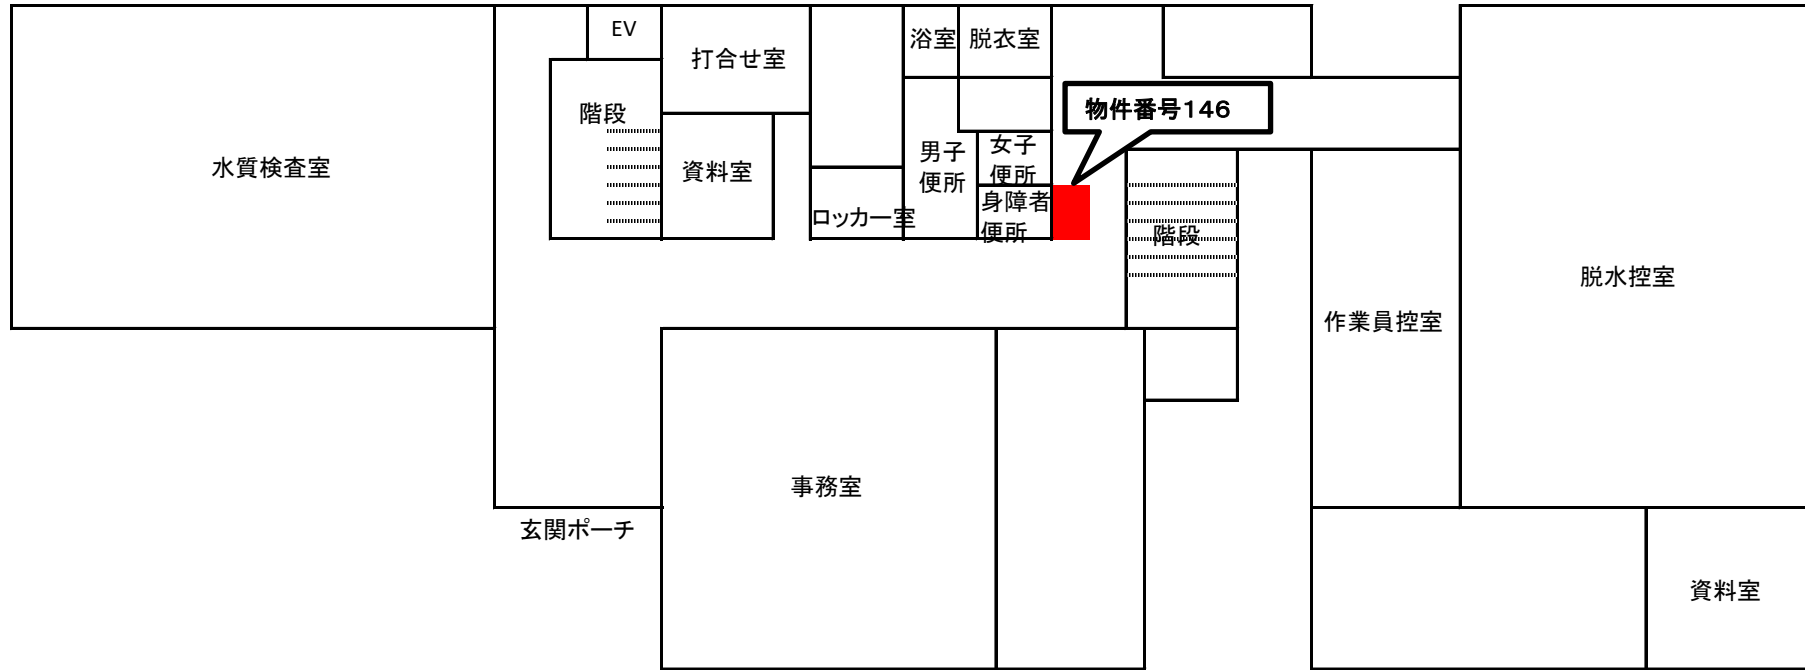 EV
打合せ室
浴室
脱衣室
階段
物件番号146
水質検査室
資料室
男子
便所
女子
便所
身障者
便所
ロッカー室
階段
脱水控室
作業員控室
事務室
玄関ポーチ
資料室